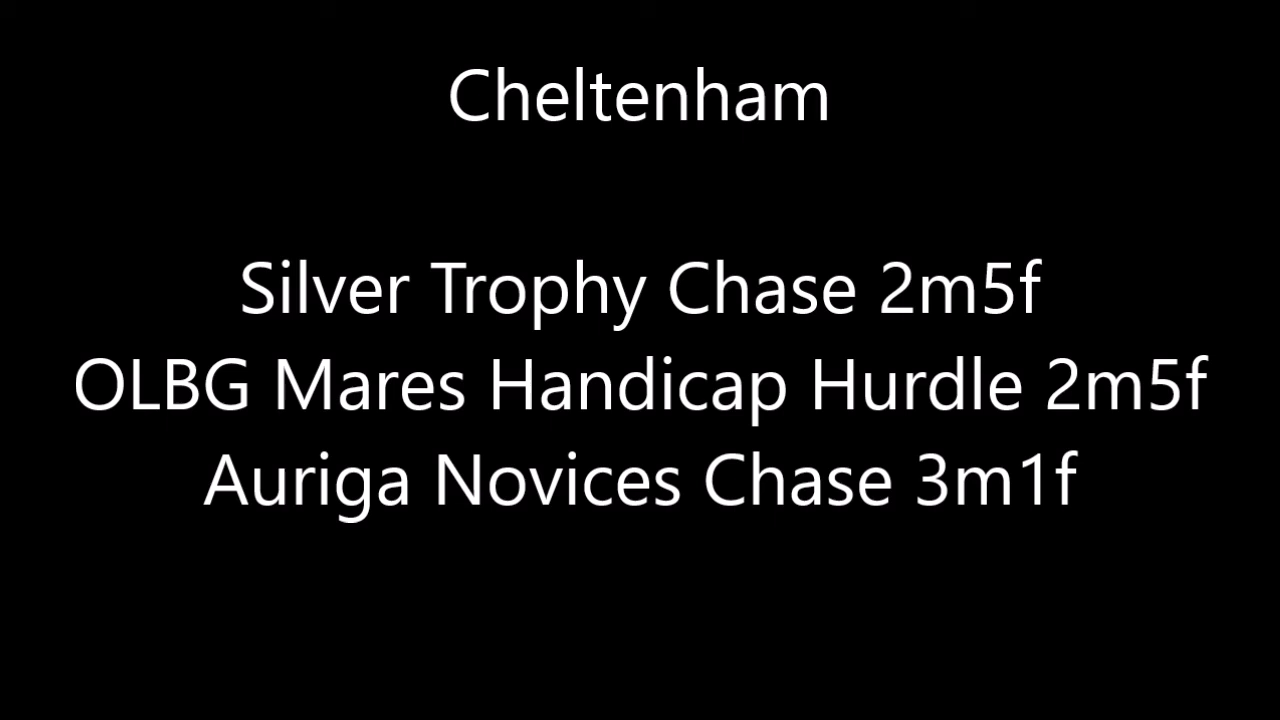 Cheltenham
Silver Trophy Chase 2m5f
OLBG Mares Handicap Hurdle 2m5f
Auriga Novices Chase 3m1f